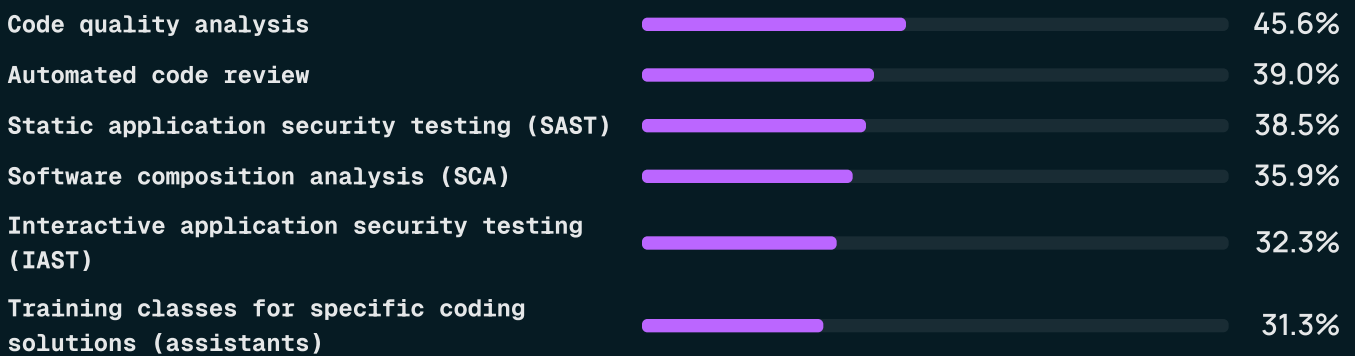 Code quality analysis 45.6%
Automated code review 39.0%
Static application security testing (SAST) 38.5%
Software composition analysis (SCA) 35.9%
Interactive application security testing
(IAST) 32.3%
Training classes for specific coding
solutions (assistants) 31.3%